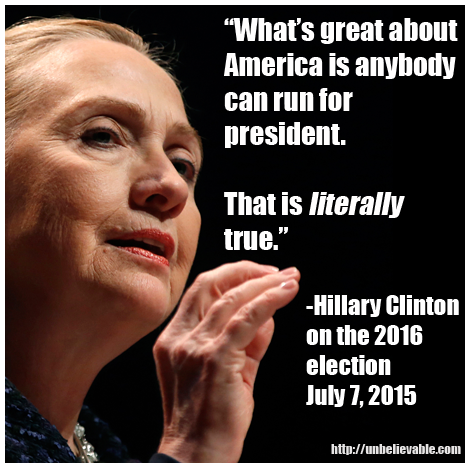 “What’s great about
America is anybody
can run for
president.
That is literally
true.”
-Hillary Clinton
on the 2016
election
July 7, 2015
http://unbelievable.com